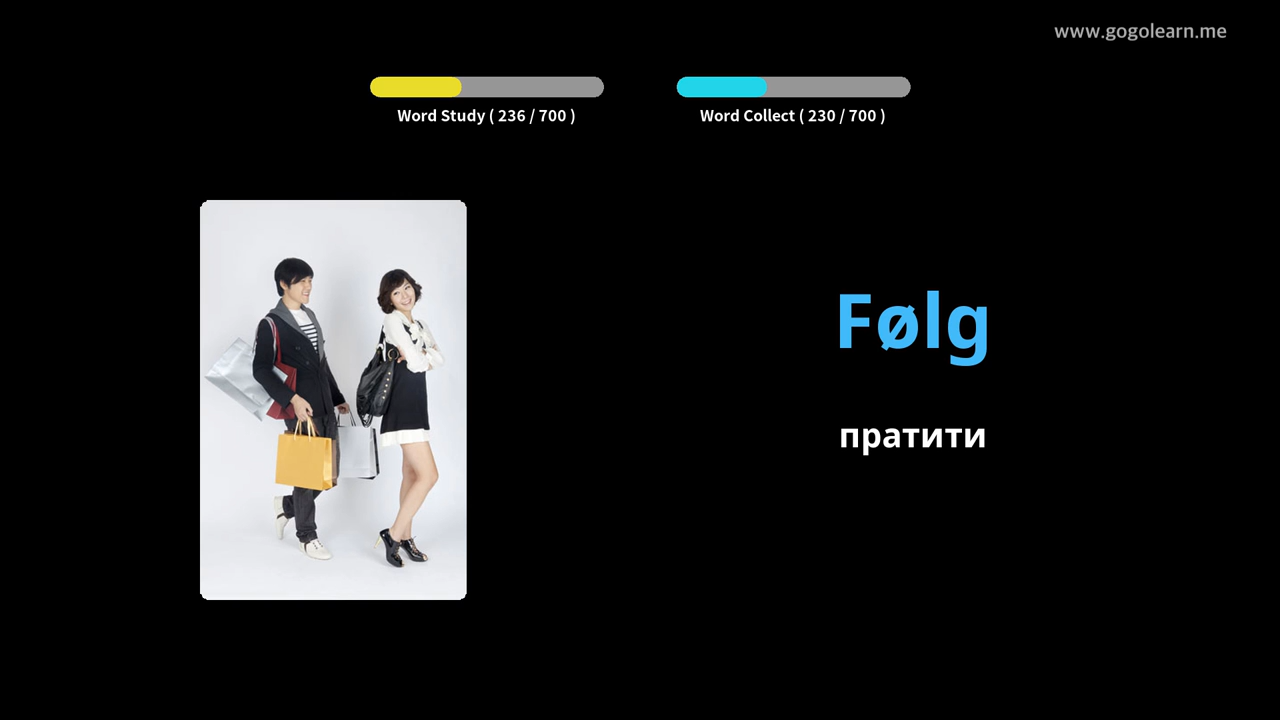 www.gogolearn.me
Word Study ( 236 / 700 )
Word Collect ( 230 / 700 )
Følg
пратити